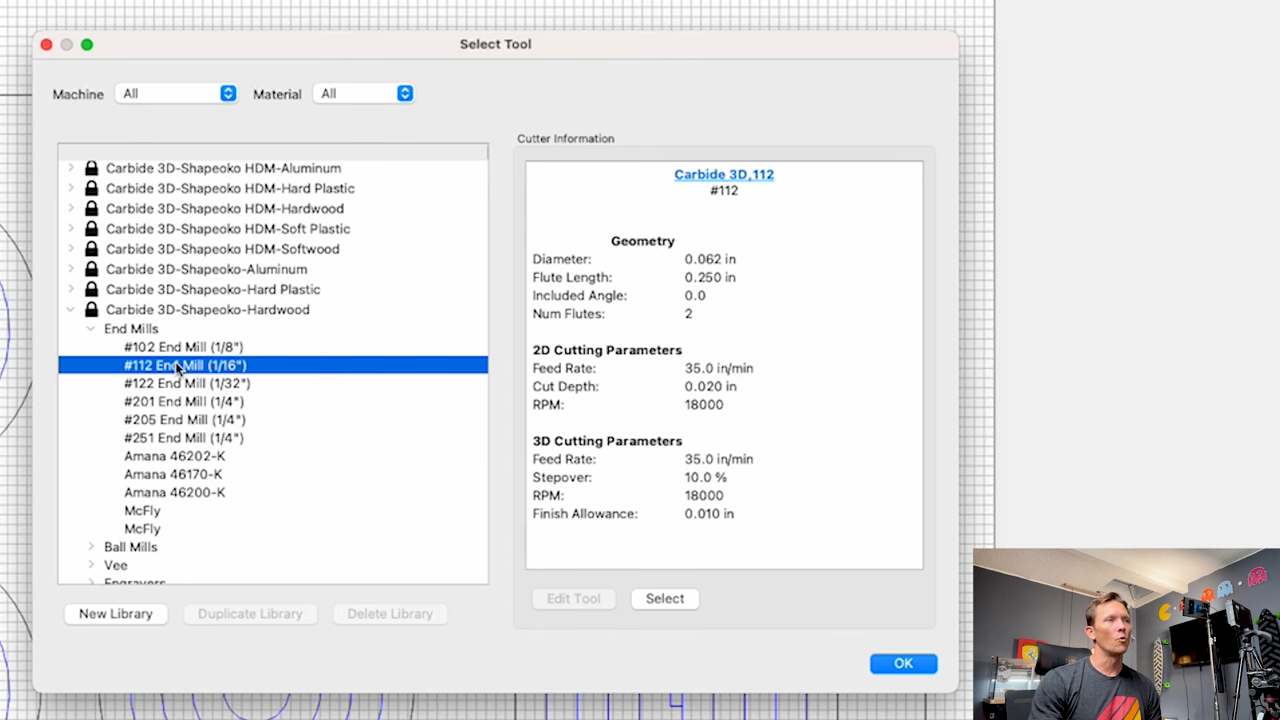 Select Tool
Machine All Material All
Cutter Information
Carbide 3D-Shapeoko HDM-Aluminum
Carbide 3D-Shapeoko HDM-Hard Plastic
Carbide 3D-Shapeoko HDM-Hardwood
Carbide 3D-Shapeoko HDM-Soft Plastic
Carbide 3D-Shapeoko HDM-Softwood
Carbide 3D-Shapeoko-Aluminum
Carbide 3D-Shapeoko-Hard Plastic
Carbide 3D-Shapeoko-Hardwood
End Mills
#102 End Mill (1/8")
#112 End Mill (1/16")
#122 End Mill (1/32")
#201 End Mill (1/4")
#205 End Mill (1/4")
#251 End Mill (1/4")
Amana 46202-K
Amana 46170-K
Amana 46200-K
McFly
McFly
Ball Mills
Vee
Engravers
Carbide 3D,112
#112
Geometry
Diameter: 0.062 in
Flute Length: 0.250 in
Included Angle: 0.0
Num Flutes: 2
2D Cutting Parameters
Feed Rate: 35.0 in/min
Cut Depth: 0.020 in
RPM: 18000
3D Cutting Parameters
Feed Rate: 35.0 in/min
Stepover: 10.0 %
RPM: 18000
Finish Allowance: 0.010 in
New Library Duplicate Library Delete Library
Edit Tool Select
OK